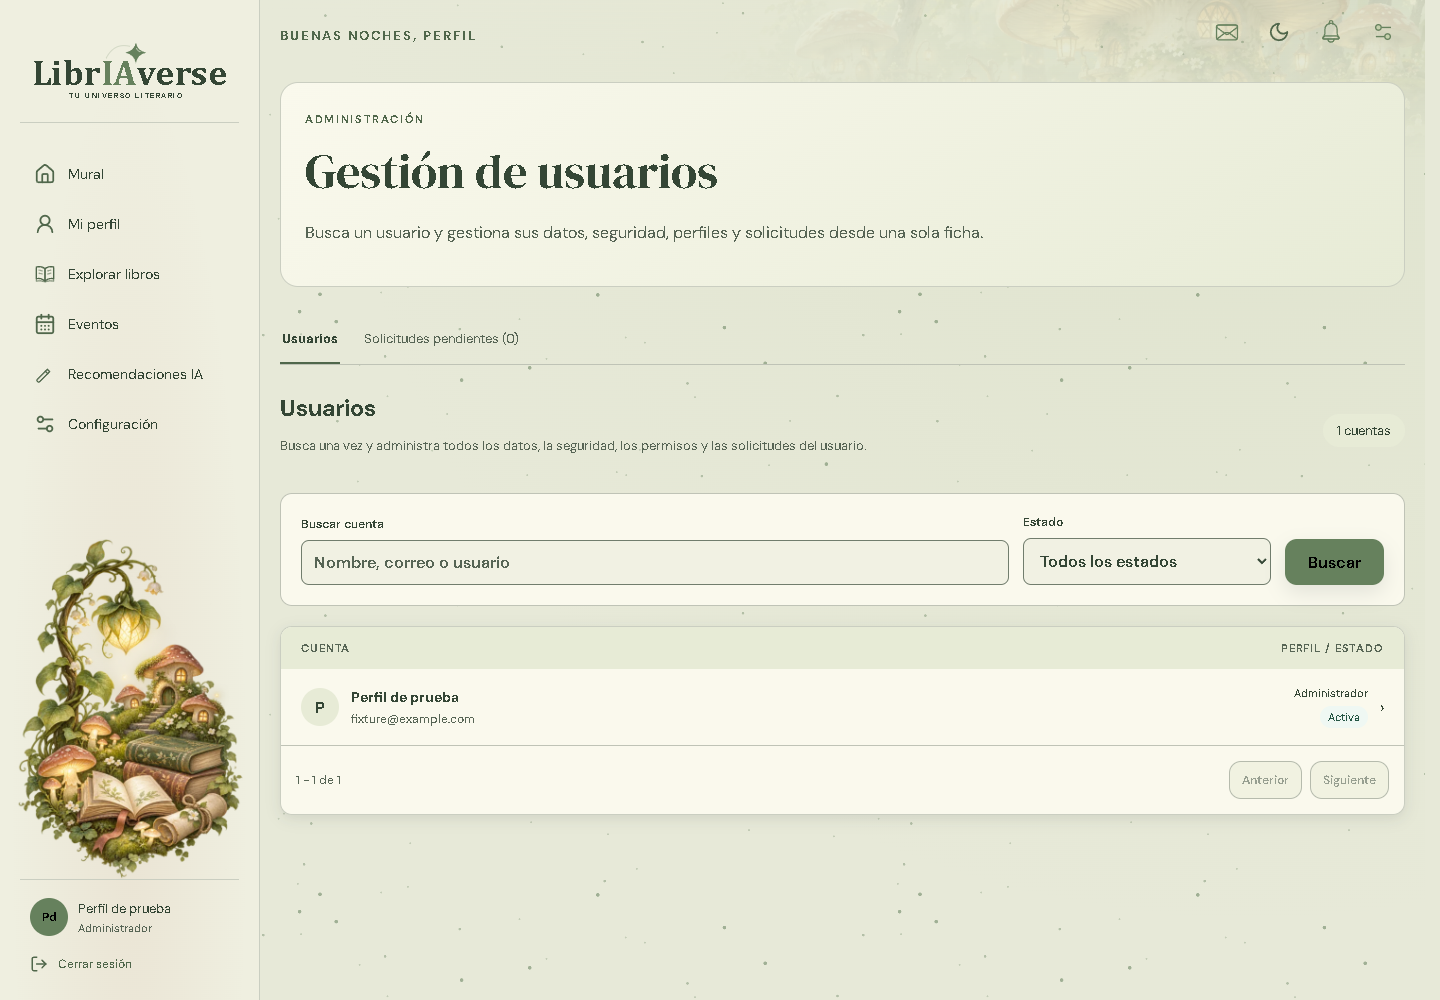 LibrIAverse
TU UNIVERSO LITERARIO
Mural
Mi perfil
Explorar libros
Eventos
Recomendaciones IA
Configuración
Pd
Perfil de prueba
Administrador
Cerrar sesión
BUENAS NOCHES, PERFIL
ADMINISTRACIÓN
Gestión de usuarios
Busca un usuario y gestiona sus datos, seguridad, perfiles y solicitudes desde una sola ficha.
Usuarios
Solicitudes pendientes (0)
Usuarios
Busca una vez y administra todos los datos, la seguridad, los permisos y las solicitudes del usuario.
1 cuentas
Buscar cuenta
Nombre, correo o usuario
Estado
Todos los estados
Buscar
CUENTA
PERFIL / ESTADO
P
Perfil de prueba
fixture@example.com
Administrador
Activa
1–1 de 1
Anterior
Siguiente